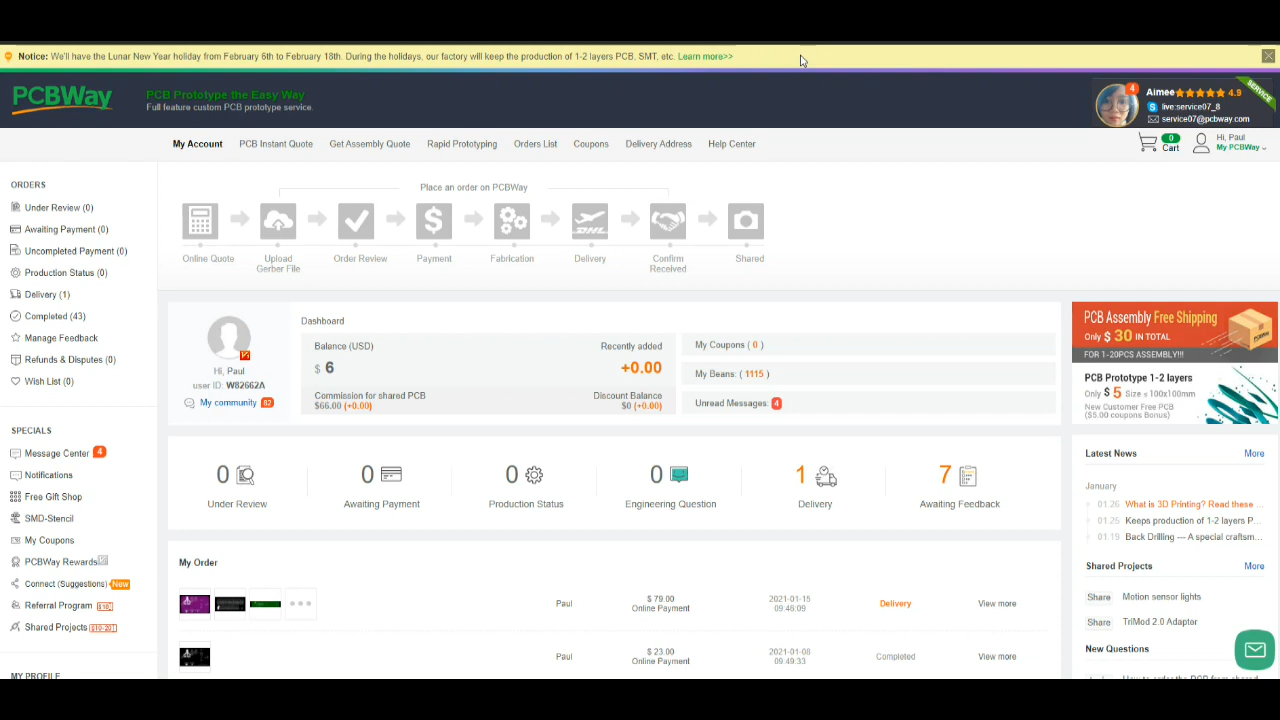 Notice: We'll have the Lunar New Year holiday from February 6th to February 18th. During the holidays, our factory will keep the production of 1-2 layers PCB, SMT, etc. Learn more>>
PCBWay
PCB Prototype the Easy Way
Full feature custom PCB prototype service.
4
Aimee 4.9
live:service07_8
service07@pcbway.com
SERVICE
My Account PCB Instant Quote Get Assembly Quote Rapid Prototyping Orders List Coupons Delivery Address Help Center
0
Cart
Hi, Paul
My PCBWay
ORDERS
Under Review (0)
Awaiting Payment (0)
Uncompleted Payment (0)
Production Status (0)
Delivery (1)
Completed (43)
Manage Feedback
Refunds & Disputes (0)
Wish List (0)
SPECIALS
Message Center 4
Notifications
Free Gift Shop
SMD-Stencil
My Coupons
PCBWay Rewards
Connect (Suggestions) New
Referral Program
Shared Projects
MY PROFILE
Place an order on PCBWay
DHL
Online Quote
Upload
Gerber File
Order Review
Payment
Fabrication
Delivery
Confirm
Received
Shared
Hi, Paul
user ID: W82662A
My community 62
Dashboard
Balance (USD)
$ 6
Recently added
+0.00
Commission for shared PCB
$66.00 (+0.00)
Discount Balance
$0 (+0.00)
My Coupons ( 0 )
My Beans: ( 1115 )
Unread Messages: 4
0
Under Review
0
Awaiting Payment
0
Production Status
0
Engineering Question
1
Delivery
7
Awaiting Feedback
My Order
Paul
$ 79.00
Online Payment
2021-01-15
09:46:09
Delivery
View more
Paul
$ 23.00
Online Payment
2021-01-08
09:49:33
Completed
View more
PCB Assembly Free Shipping
Only $ 30 IN TOTAL
FOR 1-20PCS ASSEMBLY!!!
PCB Prototype 1-2 layers
Only $ 5 Size ≤ 100x100mm
New Customer Free PCB
($5.00 coupons Bonus)
Latest News More
January
01.26 What is 3D Printing? Read these ...
01.25 Keeps production of 1-2 layers P...
01.19 Back Drilling — A special craftsm...
Shared Projects More
Share Motion sensor lights
Share TriMod 2.0 Adaptor
New Questions